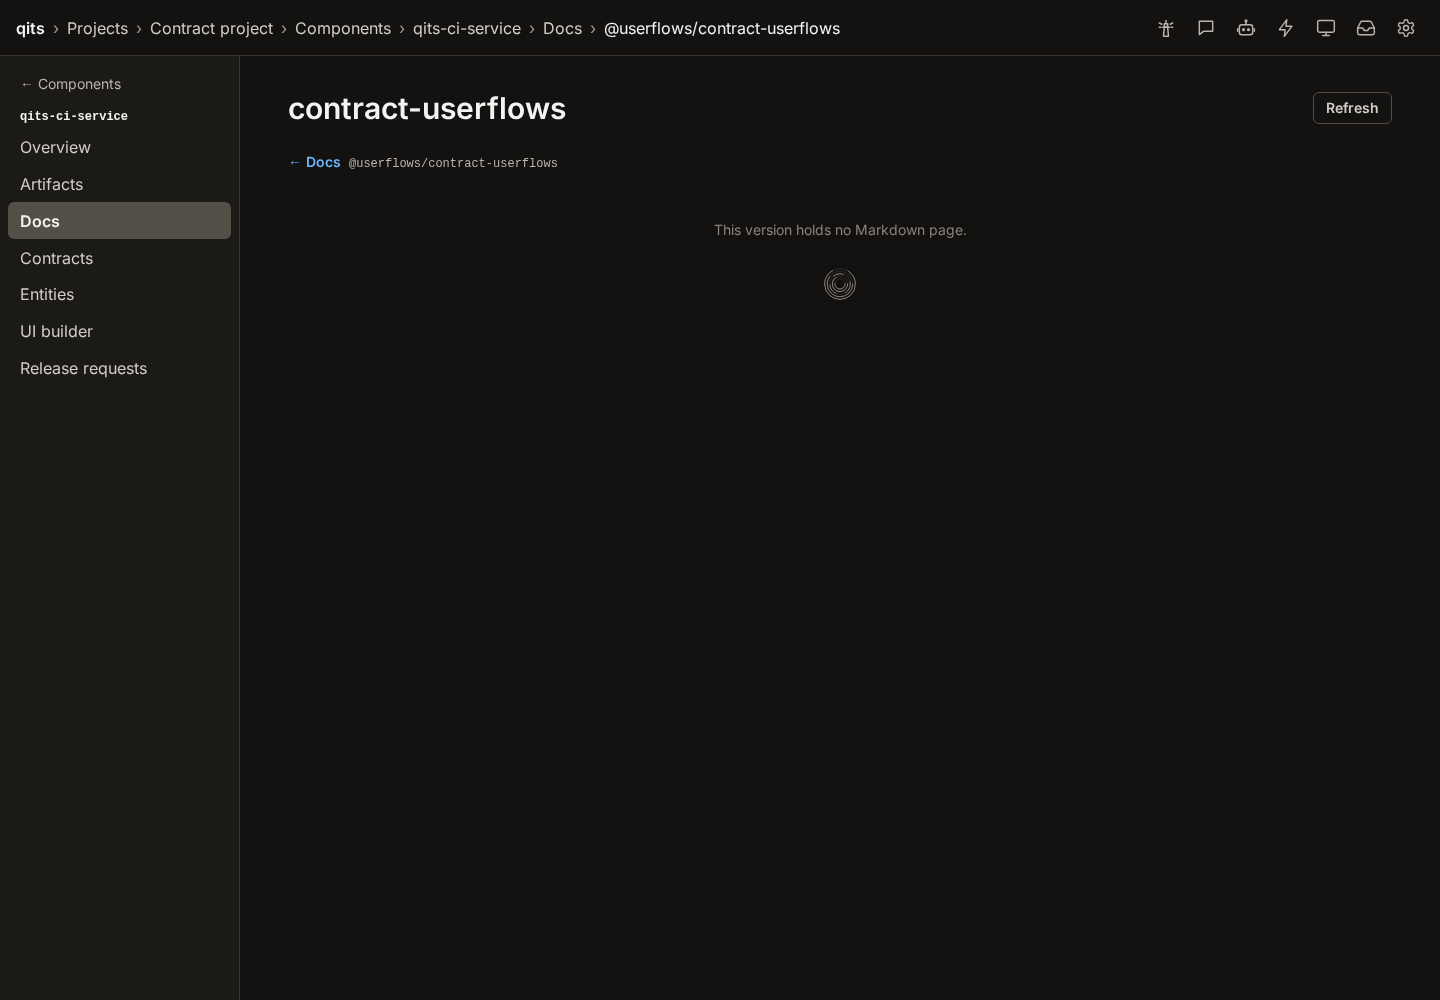 qits › Projects › Contract project › Components › qits-ci-service › Docs › @userflows/contract-userflows
← Components
qits-ci-service
Overview
Artifacts
Docs
Contracts
Entities
UI builder
Release requests
contract-userflows
Refresh
← Docs @userflows/contract-userflows
This version holds no Markdown page.